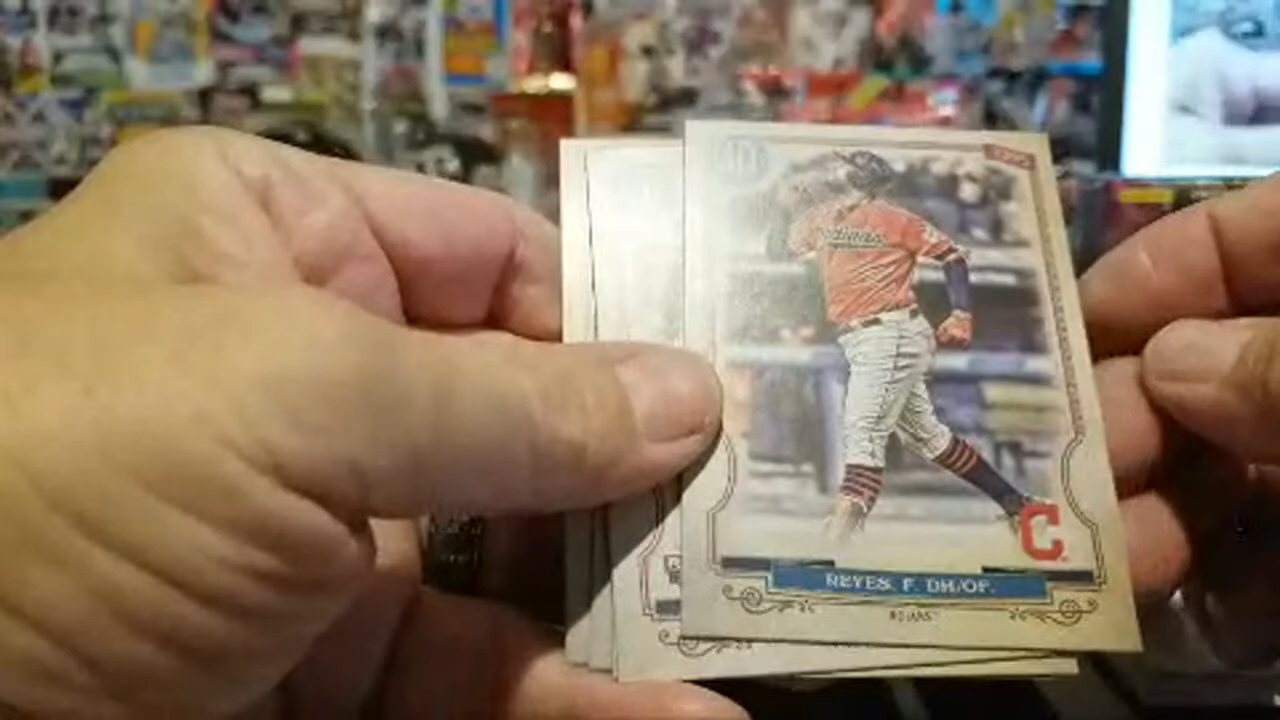 TOPPS
Indians
C
REYES, F. DH/OF.
INDIANS